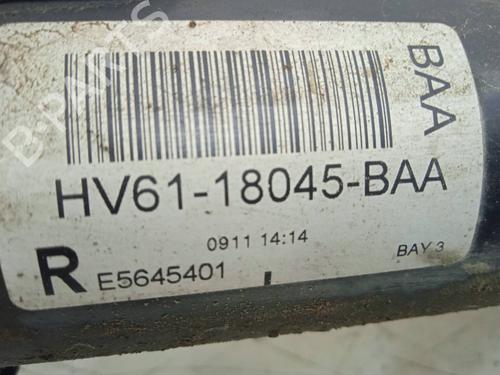 B-PARTS
BAA
HV61-18045-BAA
0911 14:14
R E5645401
BAY 3